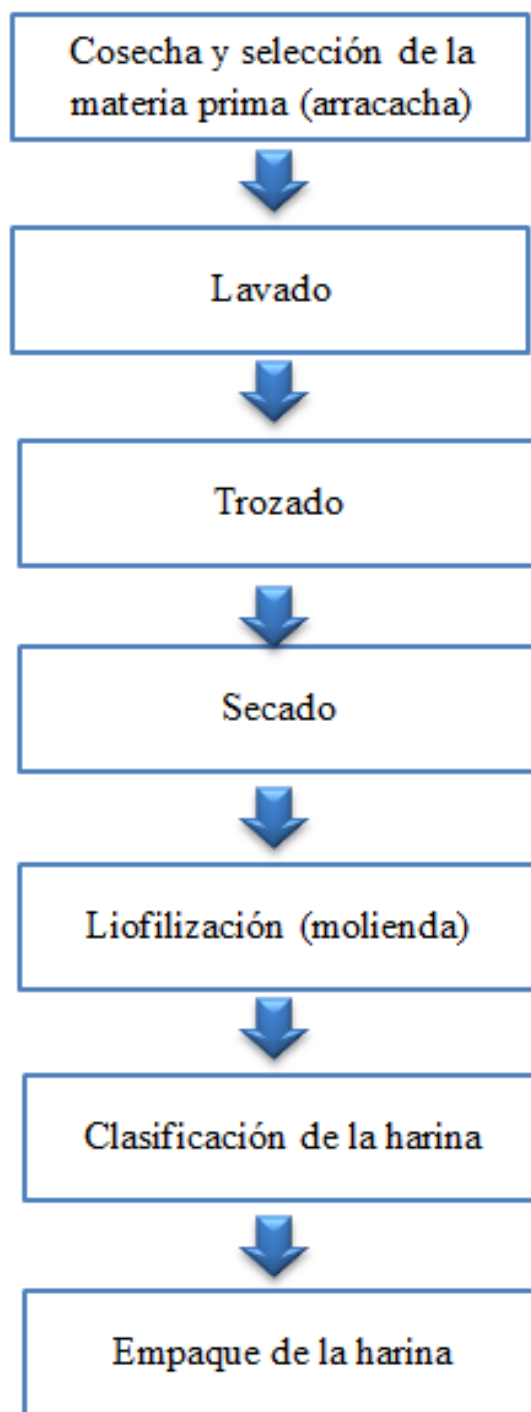 Cosecha y selección de la
materia prima (arracacha)
Lavado
Trozado
Secado
Liofilización (molienda)
Clasificación de la harina
Empaque de la harina